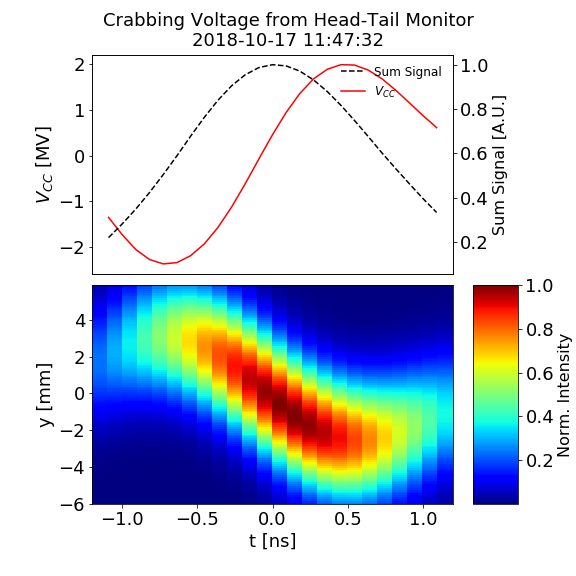 Crabbing Voltage from Head-Tail Monitor
2018-10-17 11:47:32
2
1
0
−1
−2
V_CC [MV]
Sum Signal
V_CC
1.0
0.8
0.6
0.4
0.2
Sum Signal [A.U.]
4
2
0
−2
−4
−6
y [mm]
−1.0 −0.5 0.0 0.5 1.0
t [ns]
1.0
0.8
0.6
0.4
0.2
Norm. Intensity